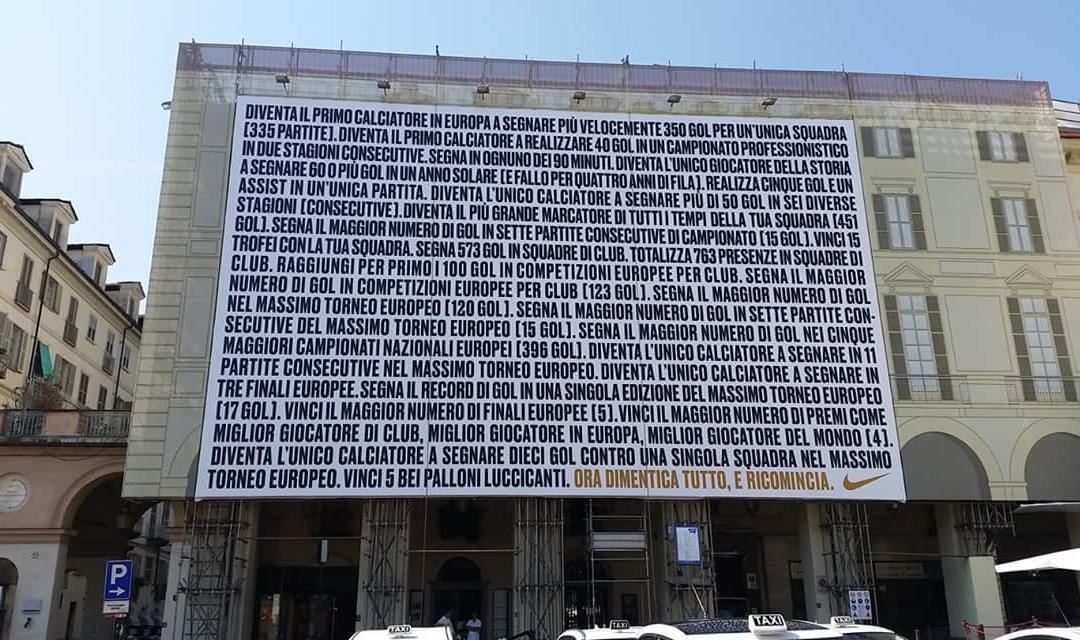 DIVENTA IL PRIMO CALCIATORE IN EUROPA A SEGNARE PIÙ VELOCEMENTE 350 GOL PER UN'UNICA SQUADRA
[335 PARTITE]. DIVENTA IL PRIMO CALCIATORE A REALIZZARE 40 GOL IN UN CAMPIONATO PROFESSIONISTICA
IN DUE STAGIONI CONSECUTIVE. SEGNA IN OGNUNO DEI 90 MINUTI. DIVENTA L'UNICO GIOCATORE DELLA STORIA
A SEGNARE 60 O PIÙ GOL IN UN ANNO SOLARE [E FALLO PER QUATTRO ANNI DI FILA]. REALIZZA CINQUE GOL E UN
ASSIST IN UN'UNICA PARTITA. DIVENTA L'UNICO CALCIATORE A SEGNARE PIÙ DI 50 GOL IN SEI DIVERSE
STAGIONI [CONSECUTIVE]. DIVENTA IL PIÙ GRANDE MARCATORE DI TUTTI I TEMPI DELLA TUA SQUADRA [451
GOL]. SEGNA IL MAGGIOR NUMERO DI GOL IN SETTE PARTITE CONSECUTIVE DI CAMPIONATO [15 GOL]. VINCI 15
TROFEI CON LA TUA SQUADRA. SEGNA 573 GOL IN SQUADRE DI CLUB. TOTALIZZA 763 PRESENZE IN SQUADRE DI
CLUB. RAGGIUNGI PER PRIMO I 100 GOL IN COMPETIZIONI EUROPEE PER CLUB. SEGNA IL MAGGIOR
NUMERO DI GOL IN COMPETIZIONI EUROPEE PER CLUB [123 GOL]. SEGNA IL MAGGIOR NUMERO DI GOL
NEL MASSIMO TORNEO EUROPEO [120 GOL]. SEGNA IL MAGGIOR NUMERO DI GOL IN SETTE PARTITE CON-
SECUTIVE DEL MASSIMO TORNEO EUROPEO [15 GOL]. SEGNA IL MAGGIOR NUMERO DI GOL NEI CINQUE
MAGGIORI CAMPIONATI NAZIONALI EUROPEI [396 GOL]. DIVENTA L'UNICO CALCIATORE A SEGNARE IN 11
PARTITE CONSECUTIVE NEL MASSIMO TORNEO EUROPEO. DIVENTA L'UNICO CALCIATORE A SEGNARE IN
TRE FINALI EUROPEE. SEGNA IL RECORD DI GOL IN UNA SINGOLA EDIZIONE DEL MASSIMO TORNEO EUROPEO
[17 GOL]. VINCI IL MAGGIOR NUMERO DI FINALI EUROPEE [5]. VINCI IL MAGGIOR NUMERO DI PREMI COME
MIGLIOR GIOCATORE DI CLUB, MIGLIOR GIOCATORE IN EUROPA, MIGLIOR GIOCATORE DEL MONDO [4].
DIVENTA L'UNICO CALCIATORE A SEGNARE DIECI GOL CONTRO UNA SINGOLA SQUADRA NEL MASSIMO
TORNEO EUROPEO. VINCI 5 BEI PALLONI LUCCICANTI. ORA DIMENTICA TUTTO, E RICOMINCIA.
P
TAXI
TAXI
TAXI
TAXI